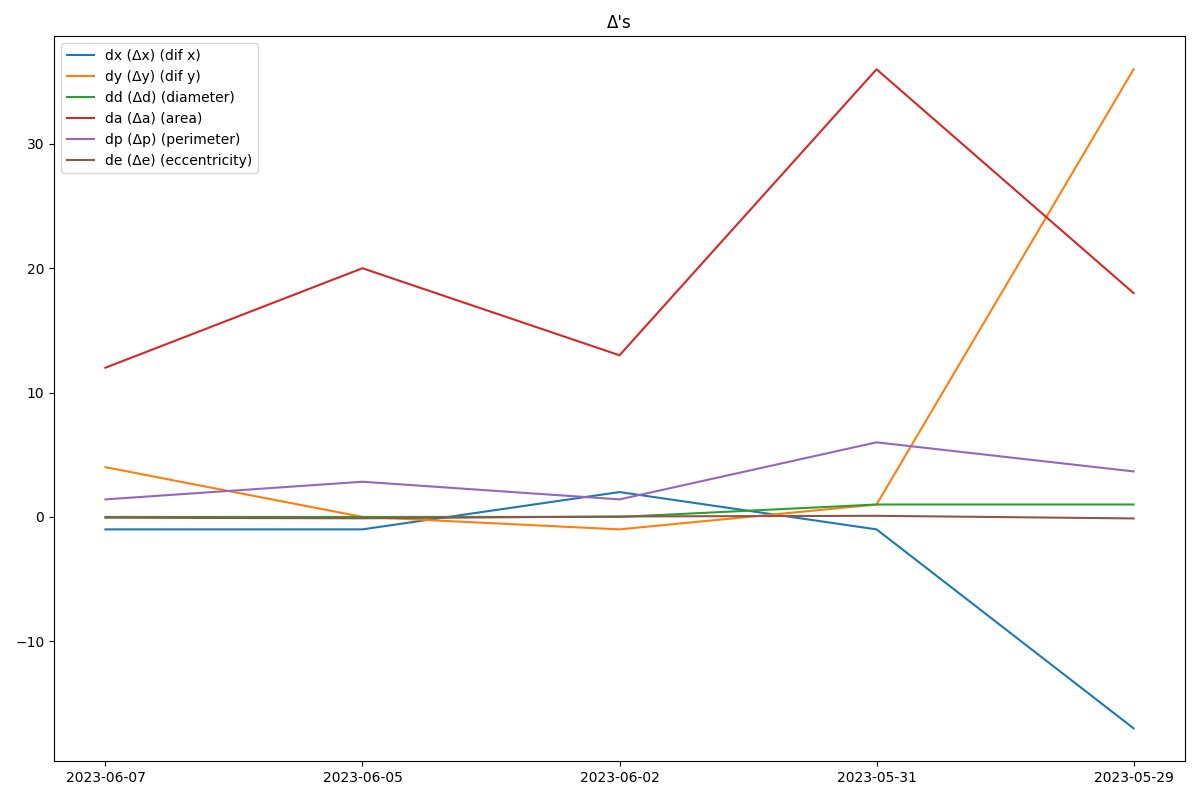 Δ's
dx (Δx) (dif x)
dy (Δy) (dif y)
dd (Δd) (diameter)
da (Δa) (area)
dp (Δp) (perimeter)
de (Δe) (eccentricity)
30
20
10
0
−10
2023-06-07 2023-06-05 2023-06-02 2023-05-31 2023-05-29